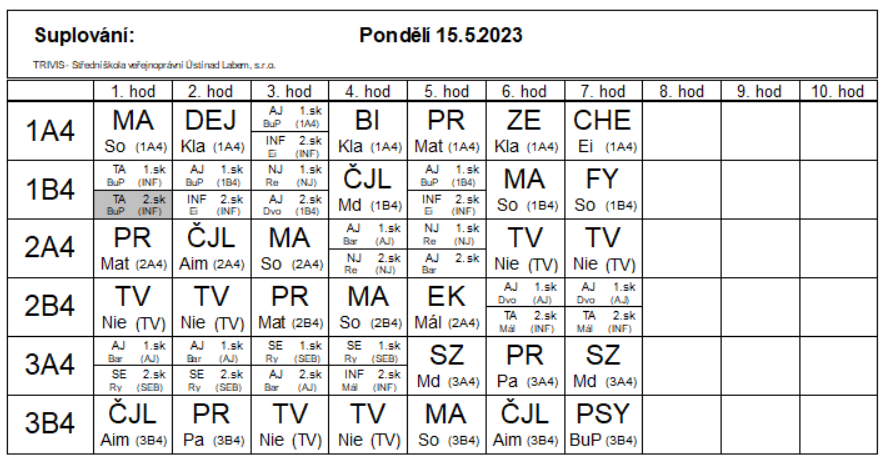 Suplování: Pondělí 15.5.2023
TRIVIS - Střední škola veřejnoprávní Ústí nad Labem, s.r.o.
1. hod 2. hod 3. hod 4. hod 5. hod 6. hod 7. hod 8. hod 9. hod 10. hod
1A4
MA
So (1A4)
DEJ
Kla (1A4)
AJ 1.sk
BuP (1A4)
INF 2.sk
Ei (INF)
BI
Kla (1A4)
PR
Mat (1A4)
ZE
Kla (1A4)
CHE
Ei (1A4)
1B4
TA 1.sk
BuP (INF)
TA 2.sk
BuP (INF)
AJ 1.sk
BuP (1B4)
INF 2.sk
Ei (INF)
NJ 1.sk
Re (NJ)
AJ 2.sk
Dvo (1B4)
ČJL
Md (1B4)
AJ 1.sk
BuP (1B4)
INF 2.sk
Ei (INF)
MA
So (1B4)
FY
So (1B4)
2A4
PR
Mat (2A4)
ČJL
Aim (2A4)
MA
So (2A4)
AJ 1.sk
Bar (AJ)
NJ 2.sk
Re (NJ)
NJ 1.sk
Re (NJ)
AJ 2.sk
Bar
TV
Nie (TV)
TV
Nie (TV)
2B4
TV
Nie (TV)
TV
Nie (TV)
PR
Mat (2B4)
MA
So (2B4)
EK
Mál (2A4)
AJ 1.sk
Dvo (AJ)
TA 2.sk
Mál (INF)
AJ 1.sk
Dvo (AJ)
TA 2.sk
Mál (INF)
3A4
AJ 1.sk
Bar (AJ)
SE 2.sk
Ry (SEB)
AJ 1.sk
Bar (AJ)
SE 2.sk
Ry (SEB)
SE 1.sk
Ry (SEB)
AJ 2.sk
Bar (AJ)
SE 1.sk
Ry (SEB)
INF 2.sk
Mál (INF)
SZ
Md (3A4)
PR
Pa (3A4)
SZ
Md (3A4)
3B4
ČJL
Aim (3B4)
PR
Pa (3B4)
TV
Nie (TV)
TV
Nie (TV)
MA
So (3B4)
ČJL
Aim (3B4)
PSY
BuP (3B4)